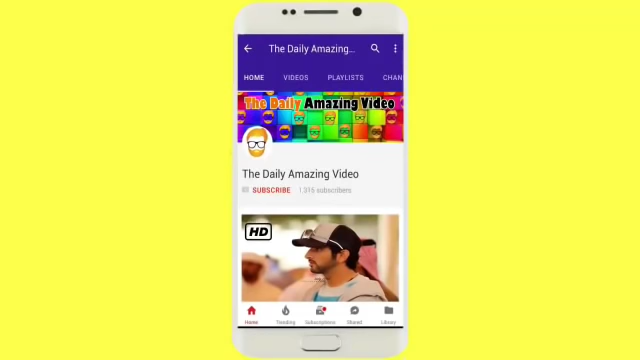 The Daily Amazing...
HOME VIDEOS PLAYLISTS CHAN
The Daily Amazing Video
The Daily Amazing Video
SUBSCRIBE 1,316 subscribers
HD
Home Trending Subscriptions Shared Library